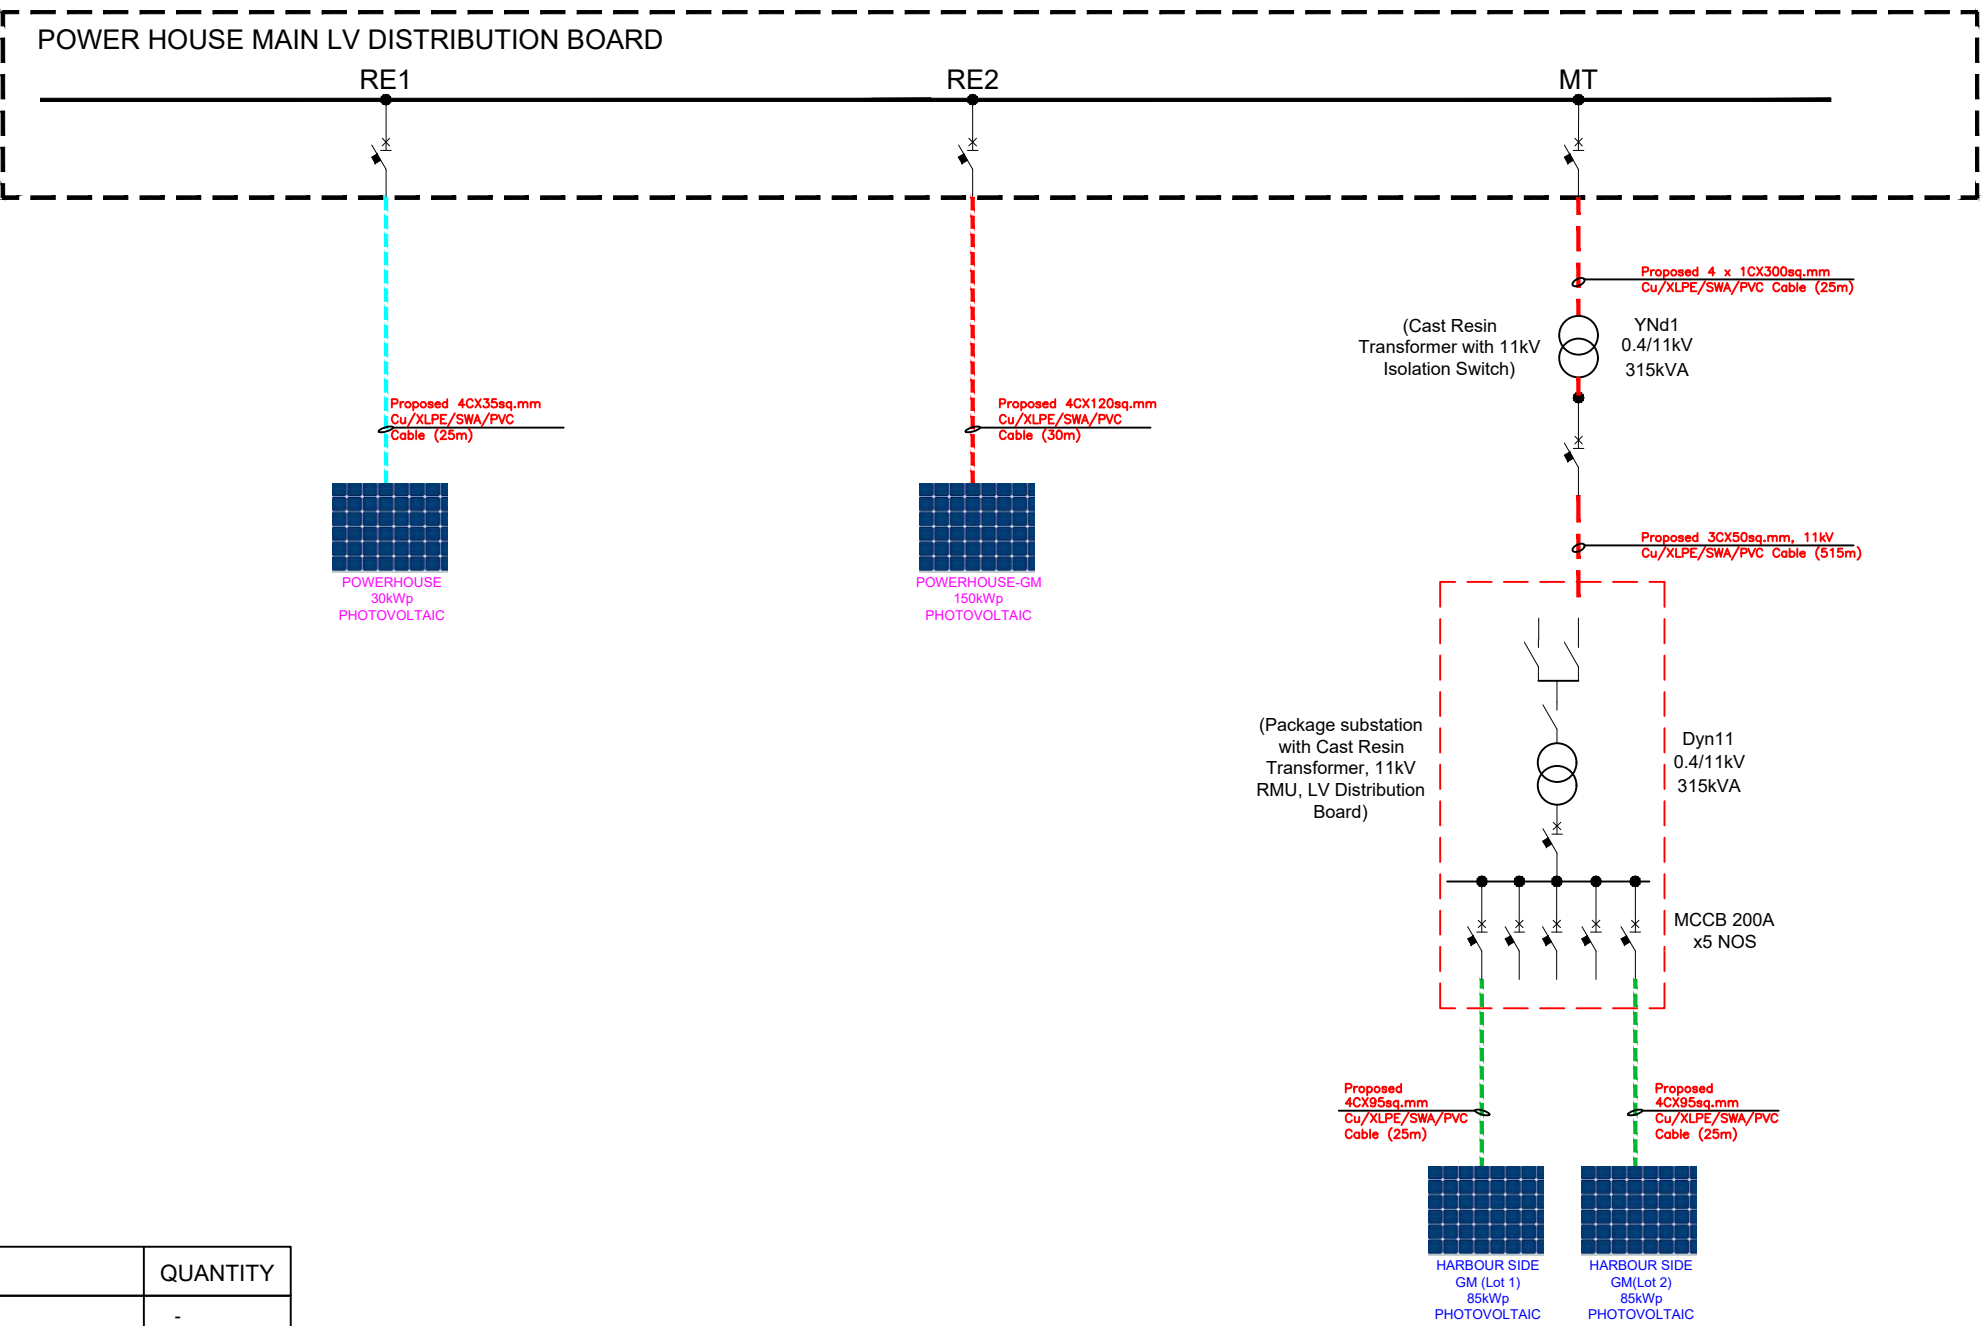 POWER HOUSE MAIN LV DISTRIBUTION BOARD
RE1
RE2
MT
Proposed 4 x 1CX300sq.mm
Cu/XLPE/SWA/PVC Cable (25m)
(Cast Resin
Transformer with 11kV
Isolation Switch)
YNd1
0.4/11kV
315kVA
Proposed 4CX35sq.mm
Cu/XLPE/SWA/PVC
Cable (25m)
Proposed 4CX120sq.mm
Cu/XLPE/SWA/PVC
Cable (30m)
POWERHOUSE
30kWp
PHOTOVOLTAIC
POWERHOUSE-GM
150kWp
PHOTOVOLTAIC
Proposed 3CX50sq.mm, 11kV
Cu/XLPE/SWA/PVC Cable (515m)
(Package substation
with Cast Resin
Transformer, 11kV
RMU, LV Distribution
Board)
Dyn11
0.4/11kV
315kVA
MCCB 200A
x5 NOS
Proposed
4CX95sq.mm
Cu/XLPE/SWA/PVC
Cable (25m)
Proposed
4CX95sq.mm
Cu/XLPE/SWA/PVC
Cable (25m)
HARBOUR SIDE
GM (Lot 1)
85kWp
PHOTOVOLTAIC
HARBOUR SIDE
GM(Lot 2)
85kWp
PHOTOVOLTAIC
QUANTITY
-